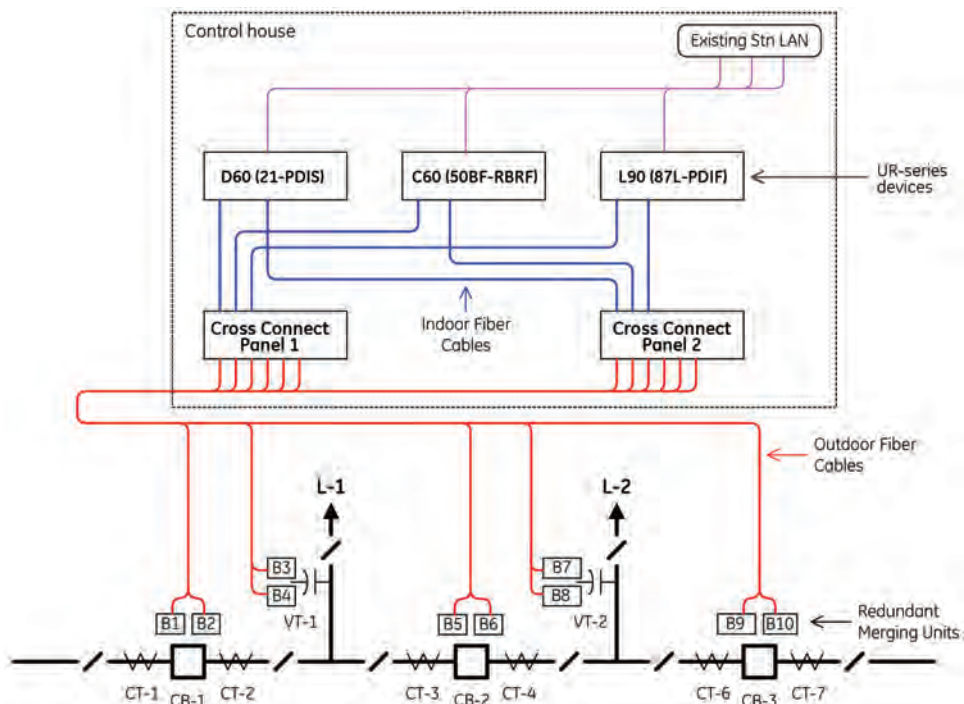 Control house
Existing Stn LAN
D60 (21-PDIS)
C60 (50BF-RBRF)
L90 (87L-PDIF)
UR-series
devices
Cross Connect
Panel 1
Indoor Fiber
Cables
Cross Connect
Panel 2
Outdoor Fiber
Cables
L-1
L-2
B3
B4
VT-1
B7
B8
VT-2
B1
B2
B5
B6
B9
B10
Redundant
Merging Units
CT-1
CB-1
CT-2
CT-3
CB-2
CT-4
CT-6
CB-3
CT-7